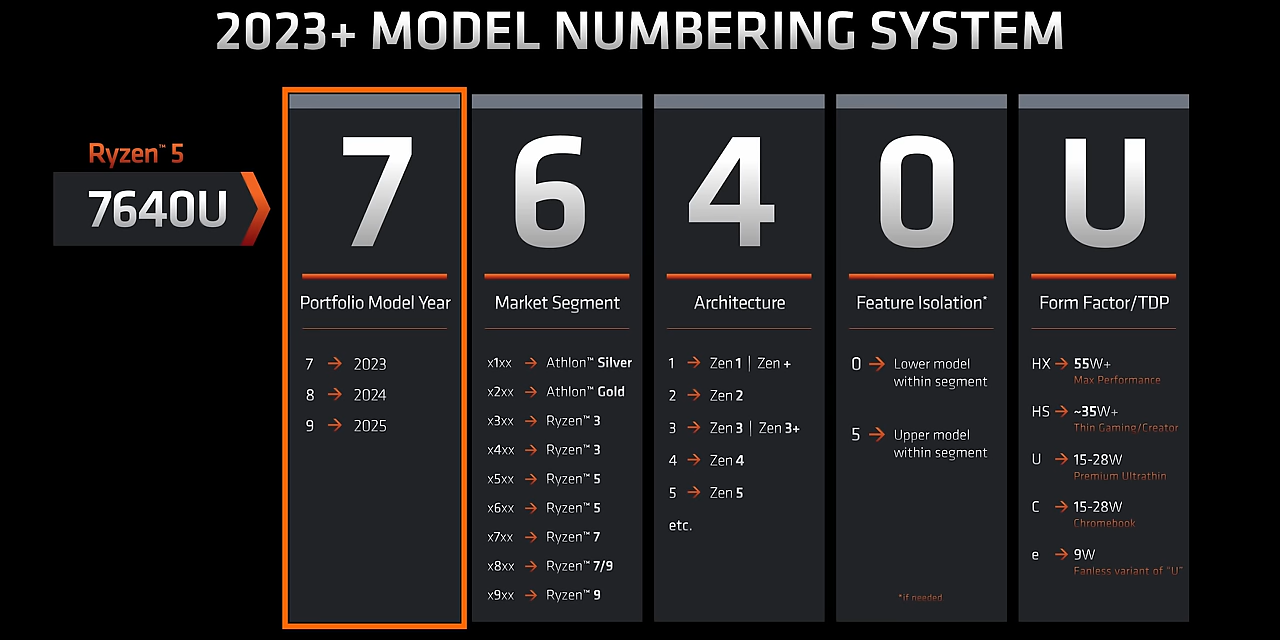 2023+ MODEL NUMBERING SYSTEM
Ryzen™ 5
7640U
7
Portfolio Model Year
7 → 2023
8 → 2024
9 → 2025
6
Market Segment
x1xx → Athlon™ Silver
x2xx → Athlon™ Gold
x3xx → Ryzen™ 3
x4xx → Ryzen™ 3
x5xx → Ryzen™ 5
x6xx → Ryzen™ 5
x7xx → Ryzen™ 7
x8xx → Ryzen™ 7/9
x9xx → Ryzen™ 9
4
Architecture
1 → Zen 1 | Zen +
2 → Zen 2
3 → Zen 3 | Zen 3+
4 → Zen 4
5 → Zen 5
etc.
0
Feature Isolation*
0 → Lower model
within segment
5 → Upper model
within segment
*if needed
U
Form Factor/TDP
HX → 55W+
Max Performance
HS → ~35W+
Thin Gaming/Creator
U → 15-28W
Premium Ultrathin
C → 15-28W
Chromebook
e → 9W
Fanless variant of "U"